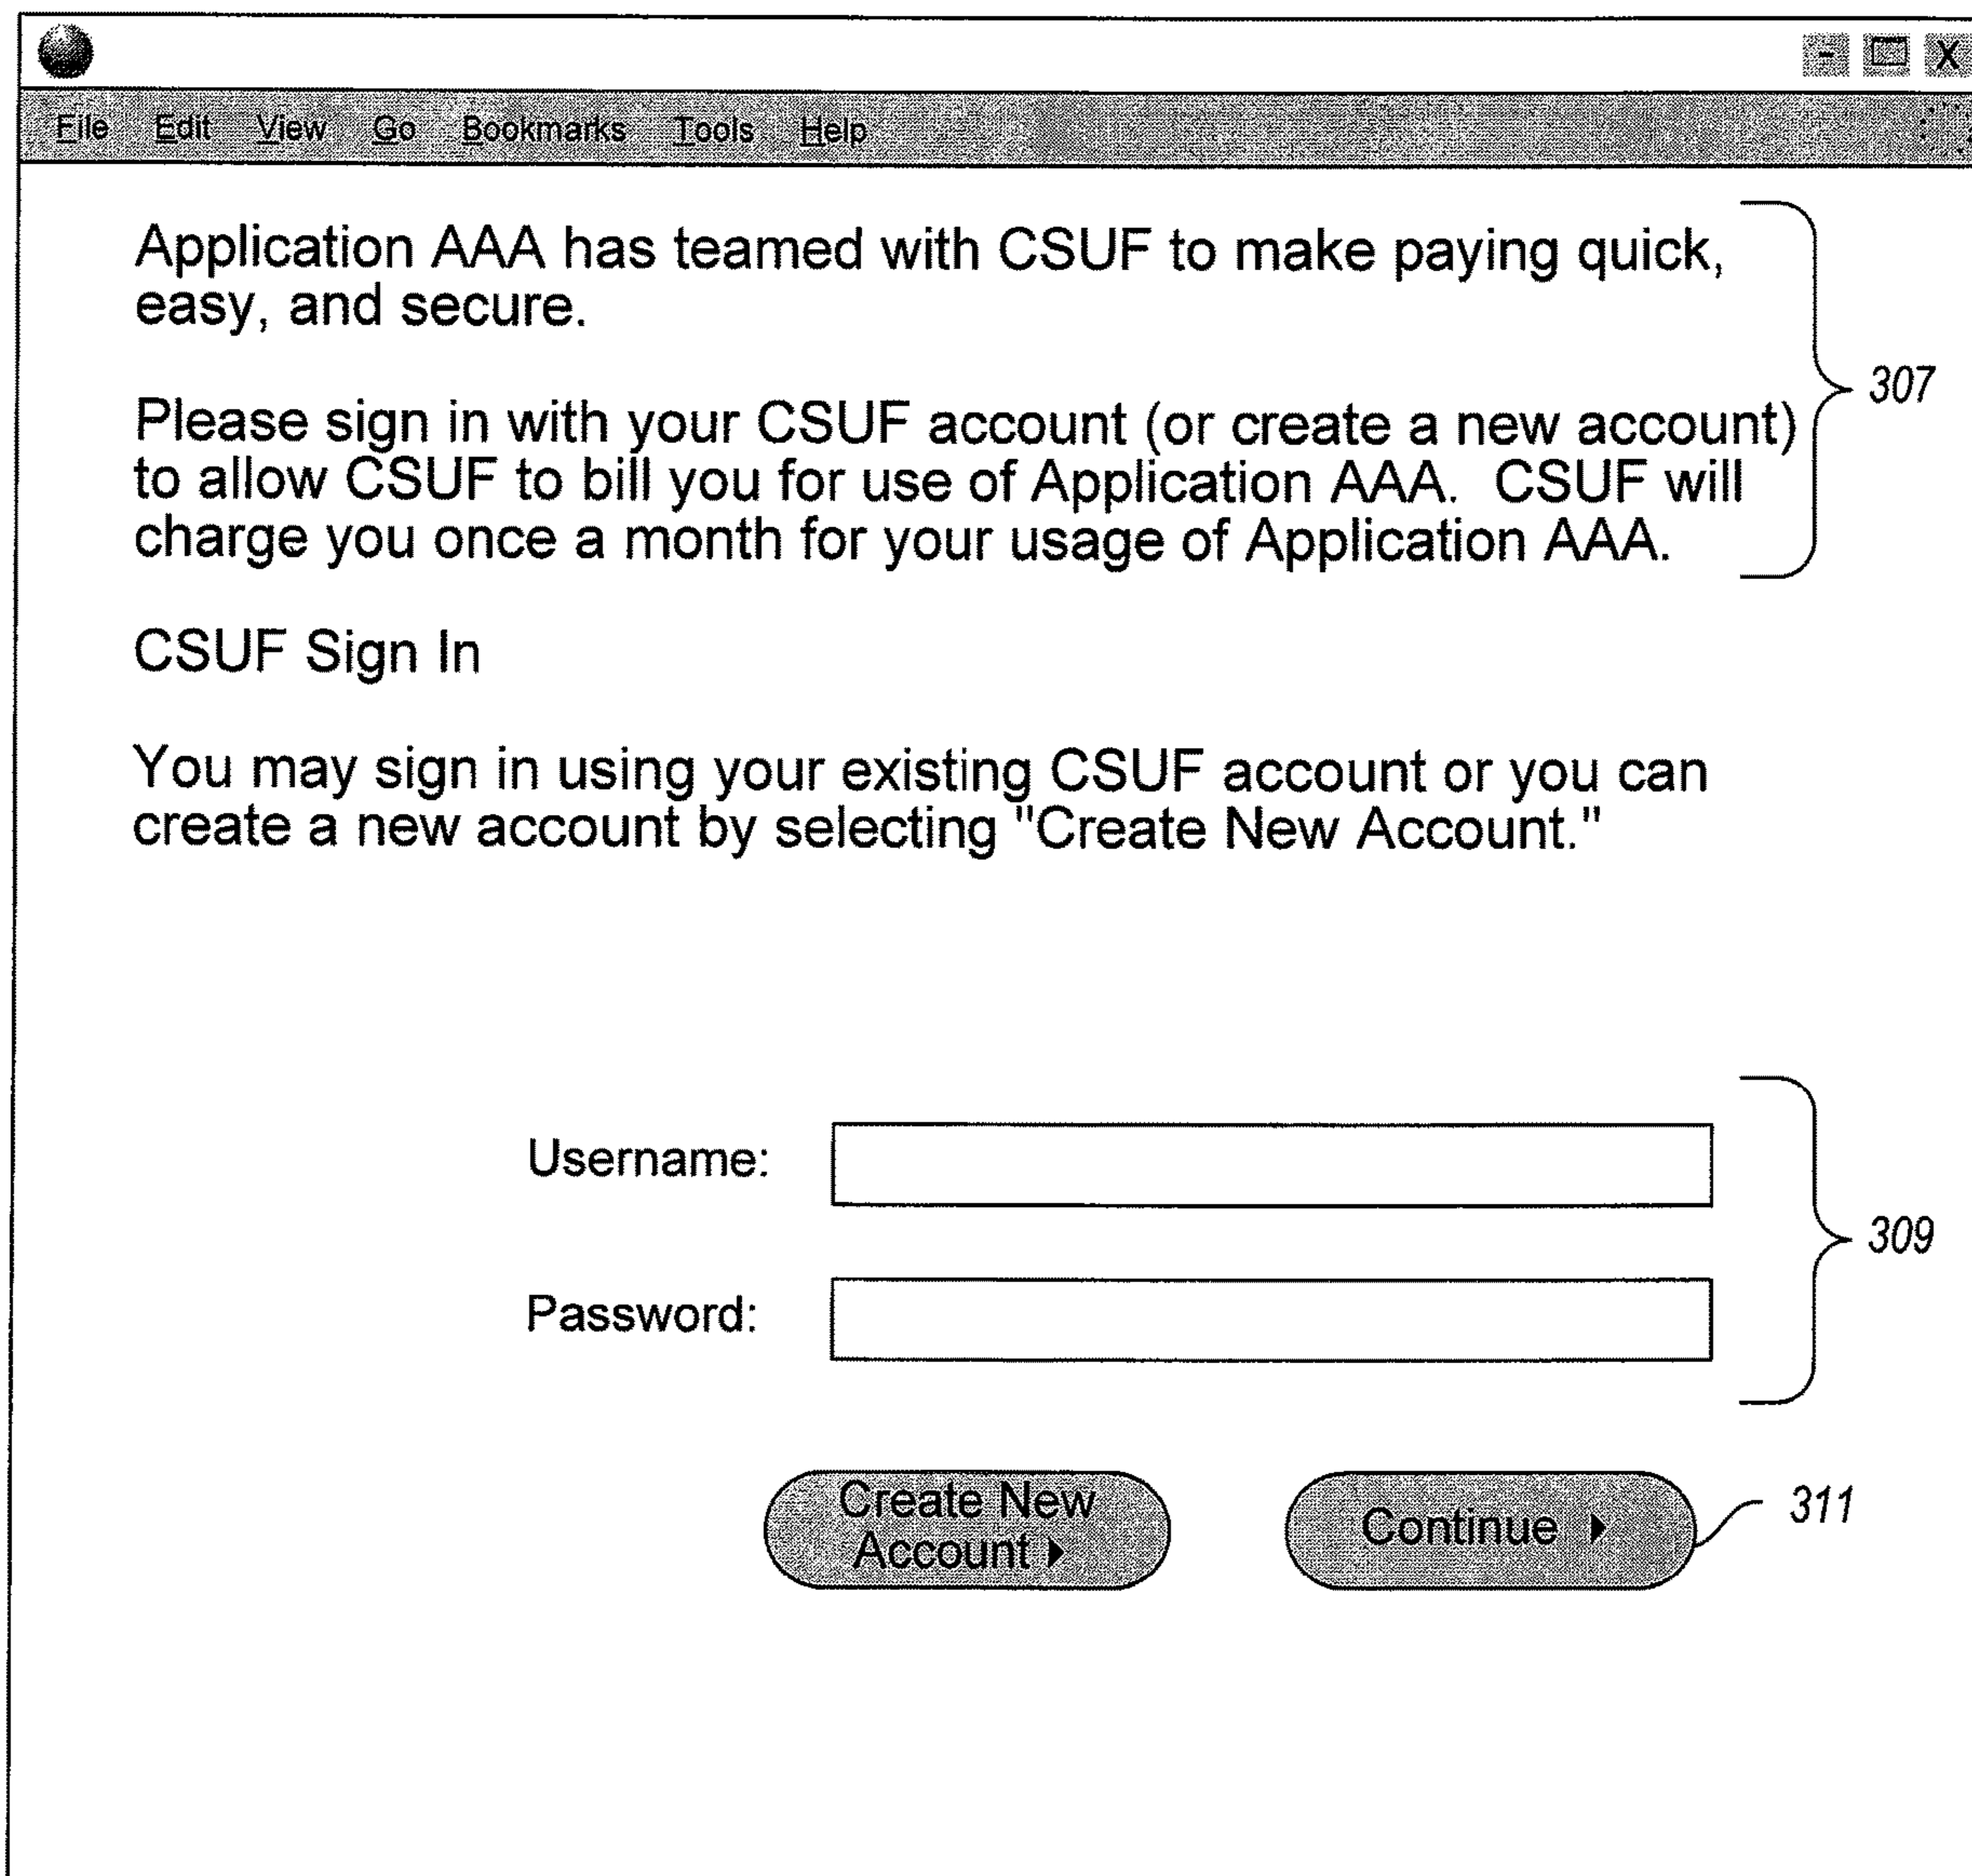 - X
File Edit View Go Bookmarks Tools Help
Application AAA has teamed with CSUF to make paying quick,
easy, and secure.
307
Please sign in with your CSUF account (or create a new account)
to allow CSUF to bill you for use of Application AAA. CSUF will
charge you once a month for your usage of Application AAA.
CSUF Sign In
You may sign in using your existing CSUF account or you can
create a new account by selecting "Create New Account."
Username:
309
Password:
Create New
Account
Continue
311